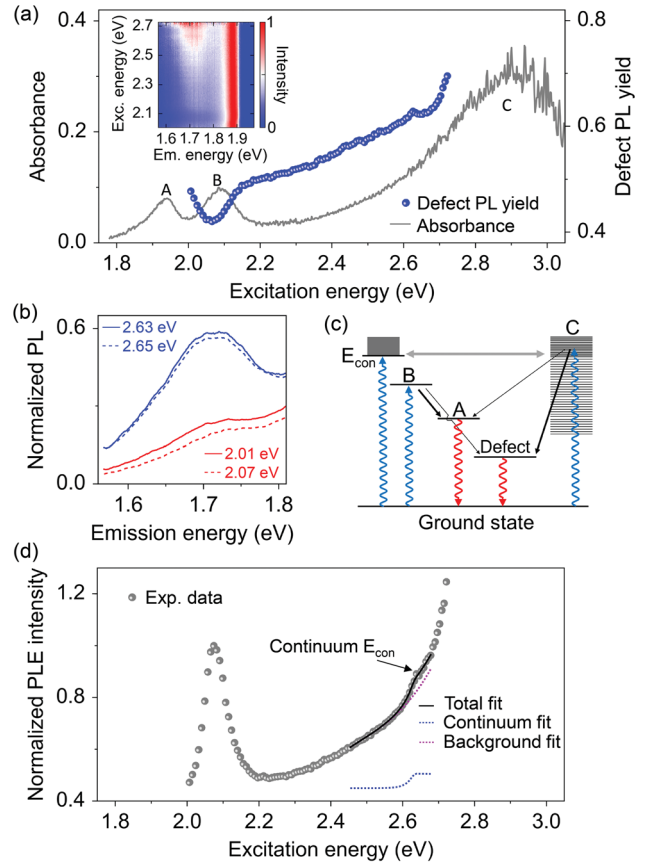 (a)
Absorbance
0.4
0.2
0.0
Exc. energy (eV)
2.7
2.5
2.3
2.1
1.6 1.7 1.8 1.9
Em. energy (eV)
1
0
Intensity
A
B
C
Defect PL yield
Absorbance
0.8
0.6
0.4
Defect PL yield
1.8 2.0 2.2 2.4 2.6 2.8 3.0
Excitation energy (eV)
(b)
Normalized PL
0.6
0.0
2.63 eV
2.65 eV
2.01 eV
2.07 eV
1.6 1.7 1.8
Emission energy (eV)
(c)
Econ
B
A
Defect
C
Ground state
(d)
Normalized PLE intensity
1.2
0.8
0.4
Exp. data
Continuum Econ
Total fit
Continuum fit
Background fit
1.8 2.0 2.2 2.4 2.6 2.8 3.0
Excitation energy (eV)